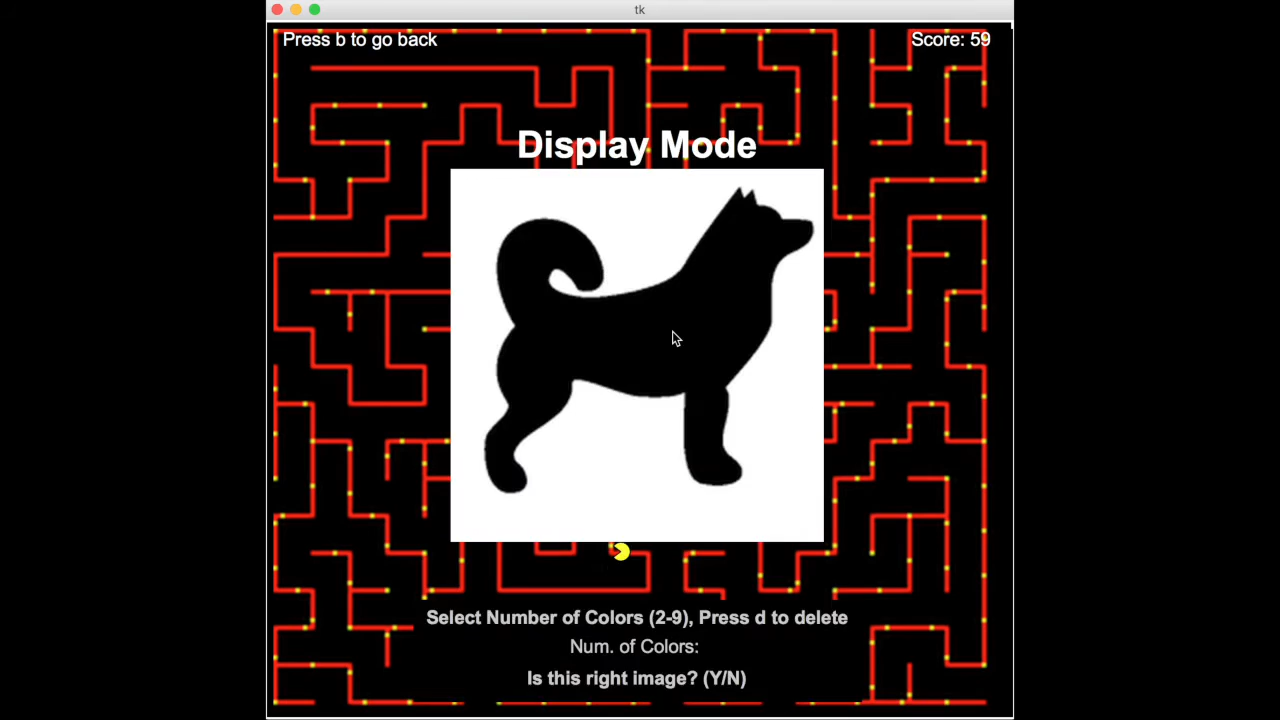 tk
Press b to go back
Score: 59
Display Mode
Select Number of Colors (2-9), Press d to delete
Num. of Colors:
Is this right image? (Y/N)